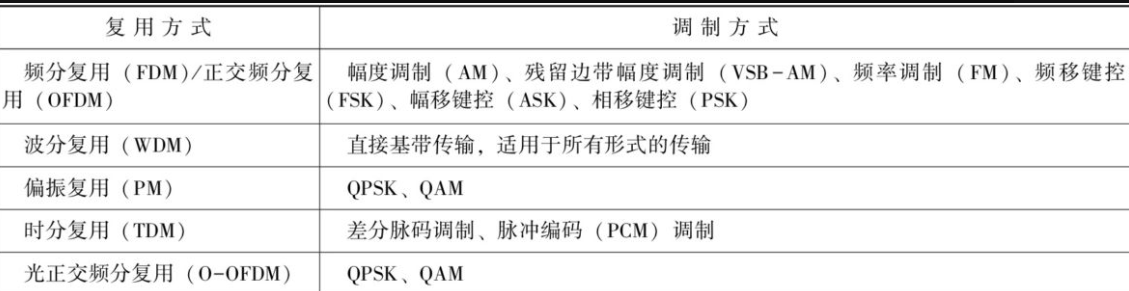 复用方式 调制方式
频分复用(FDM)/正交频分复 幅度调制(AM)、残留边带幅度调制(VSB-AM)、频率调制(FM)、频移键控
用(OFDM) (FSK)、幅移键控(ASK)、相移键控(PSK)
波分复用(WDM) 直接基带传输,适用于所有形式的传输
偏振复用(PM) QPSK、QAM
时分复用(TDM) 差分脉码调制、脉冲编码(PCM)调制
光正交频分复用(O-OFDM) QPSK、QAM